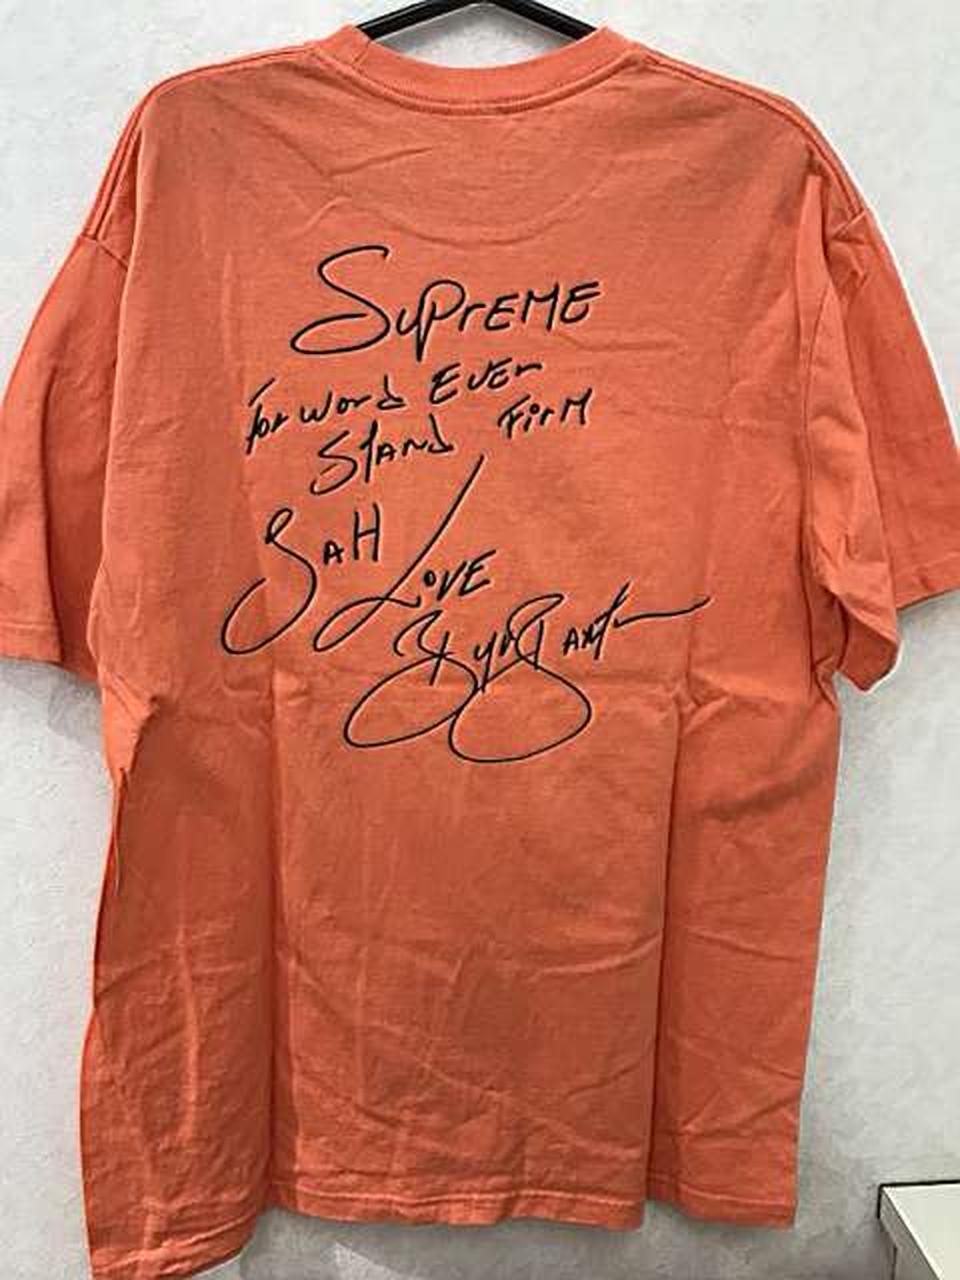 SuPrEME
forword EvEr
StANd FirM
JaH LOVE